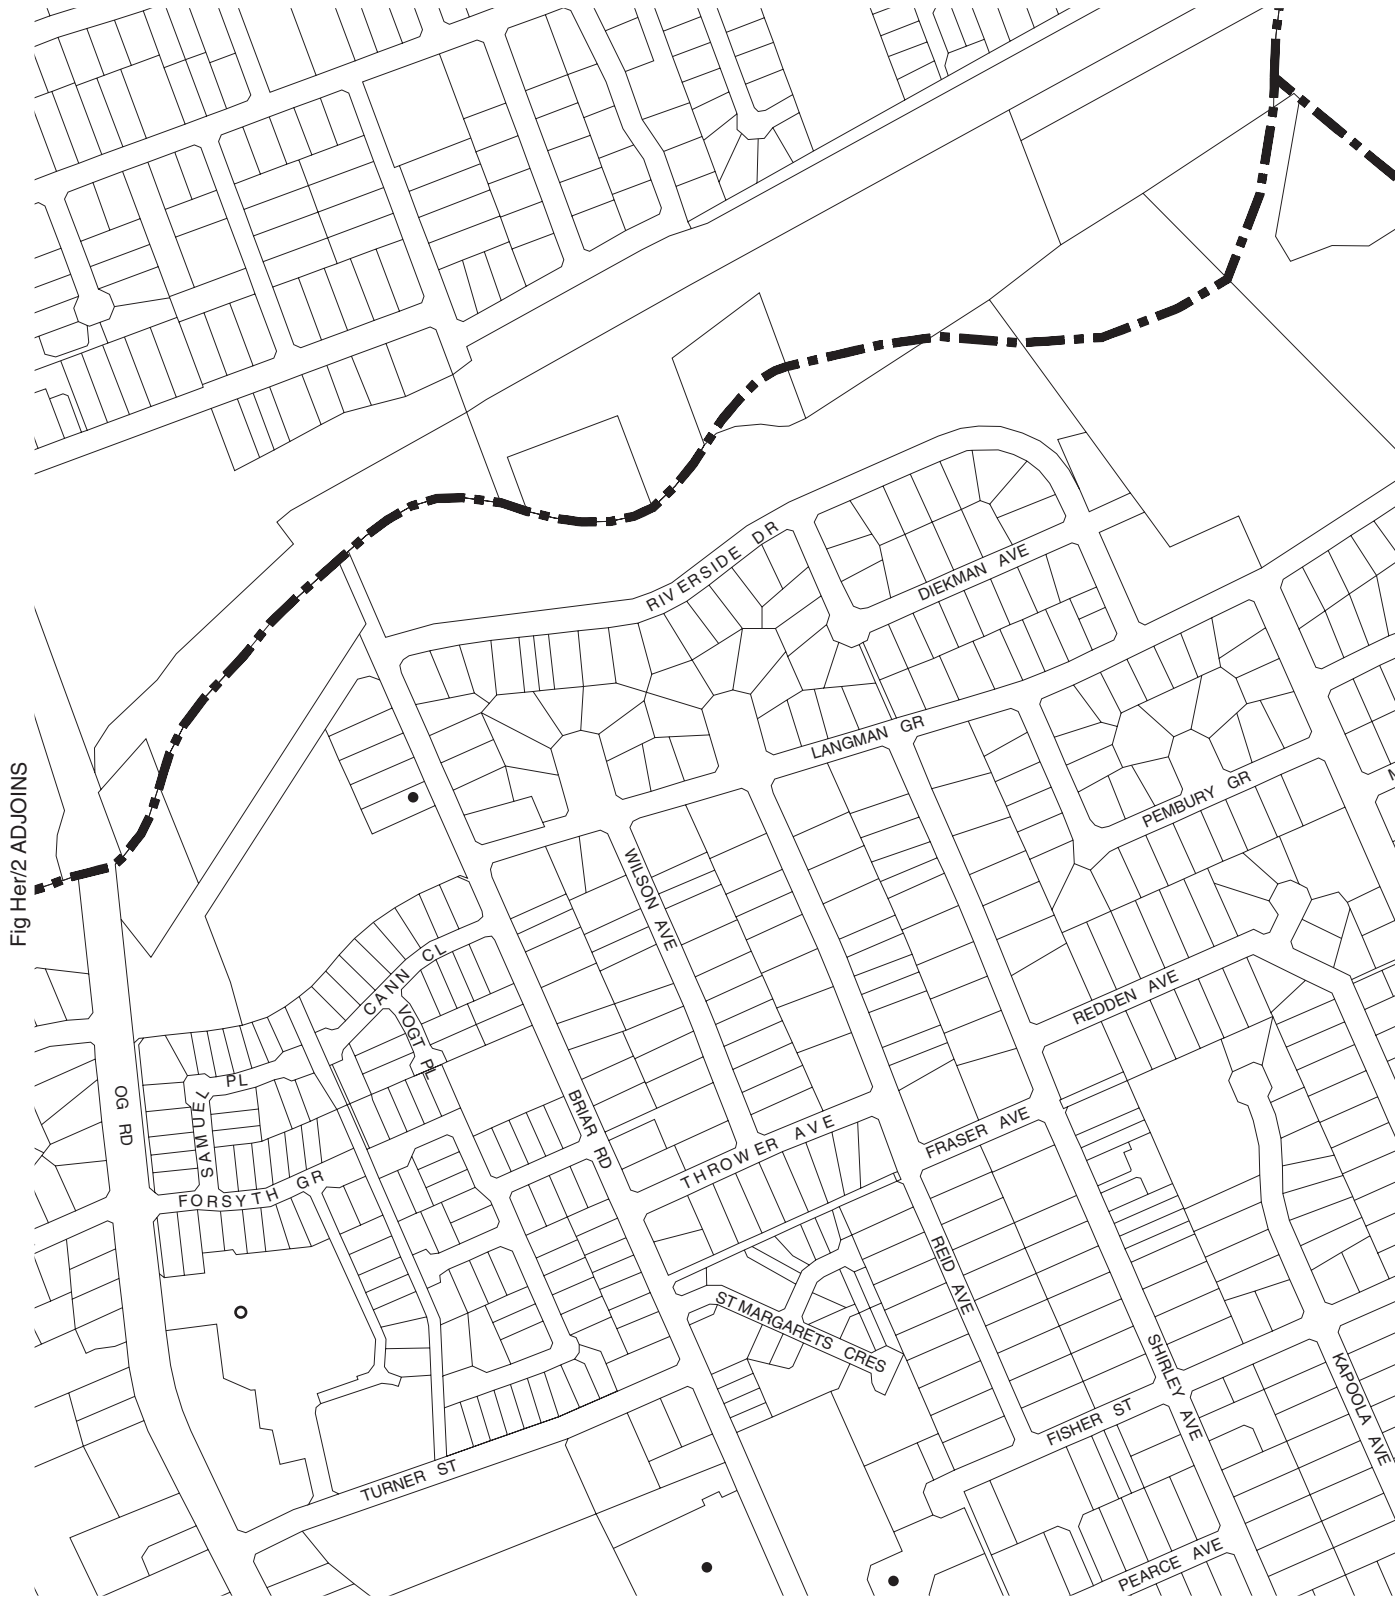 RIVERSIDE DR
DIEKMAN AVE
LANGMAN GR
PEMBURY GR
Fig Her/2 ADJOINS
WILSON AVE
CANN CL
VOGT PL
REDDEN AVE
OG RD
SAMUEL PL
BRIAR RD
THROWER AVE
FRASER AVE
FORSYTH GR
REID AVE
ST MARGARETS CRES
SHIRLEY AVE
KAPOOLA AVE
FISHER ST
TURNER ST
PEARCE AVE